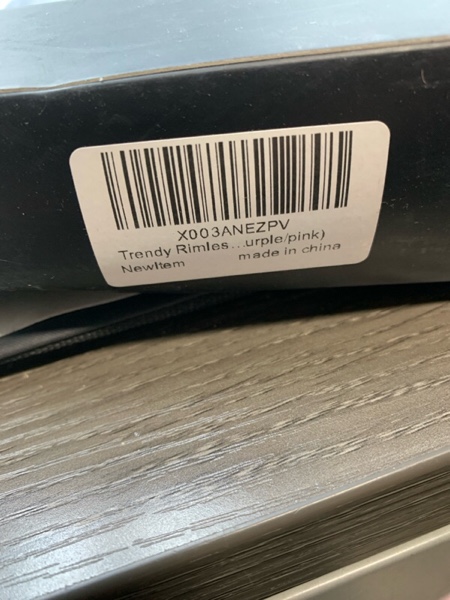 X003ANEZPV
Trendy Rimles...urple/pink)
NewItem made in china